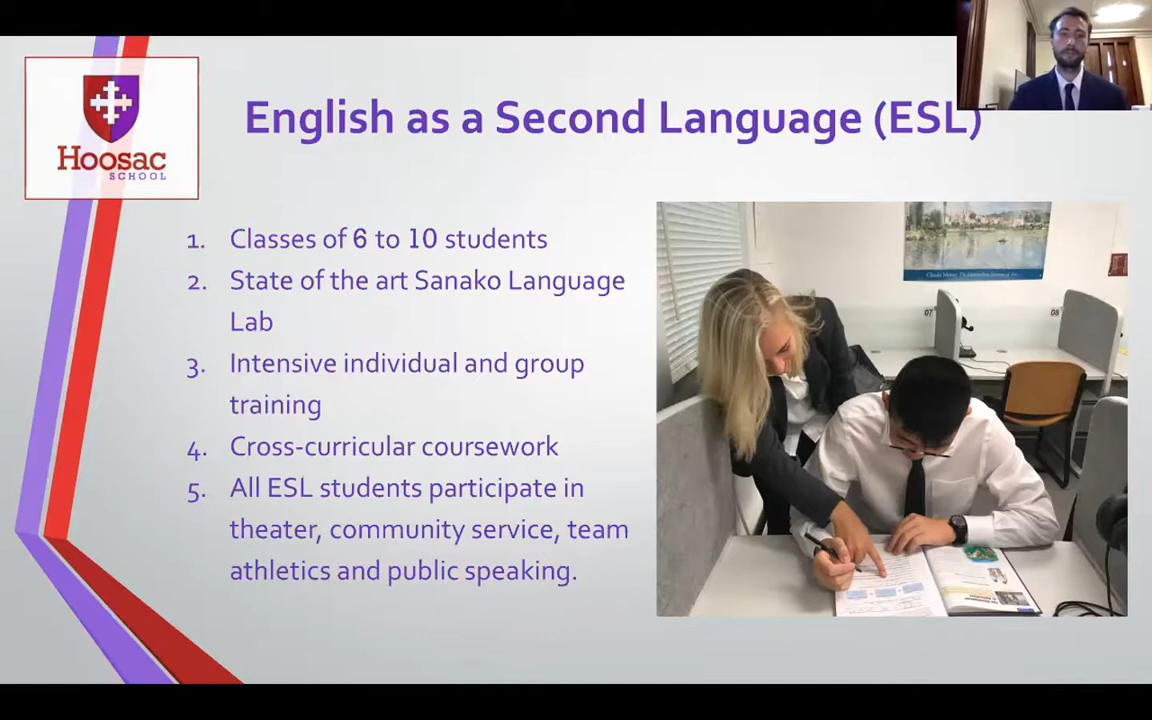 Hoosac
SCHOOL
English as a Second Language (ESL)
1. Classes of 6 to 10 students
2. State of the art Sanako Language
Lab
3. Intensive individual and group
training
4. Cross-curricular coursework
5. All ESL students participate in
theater, community service, team
athletics and public speaking.
07
08